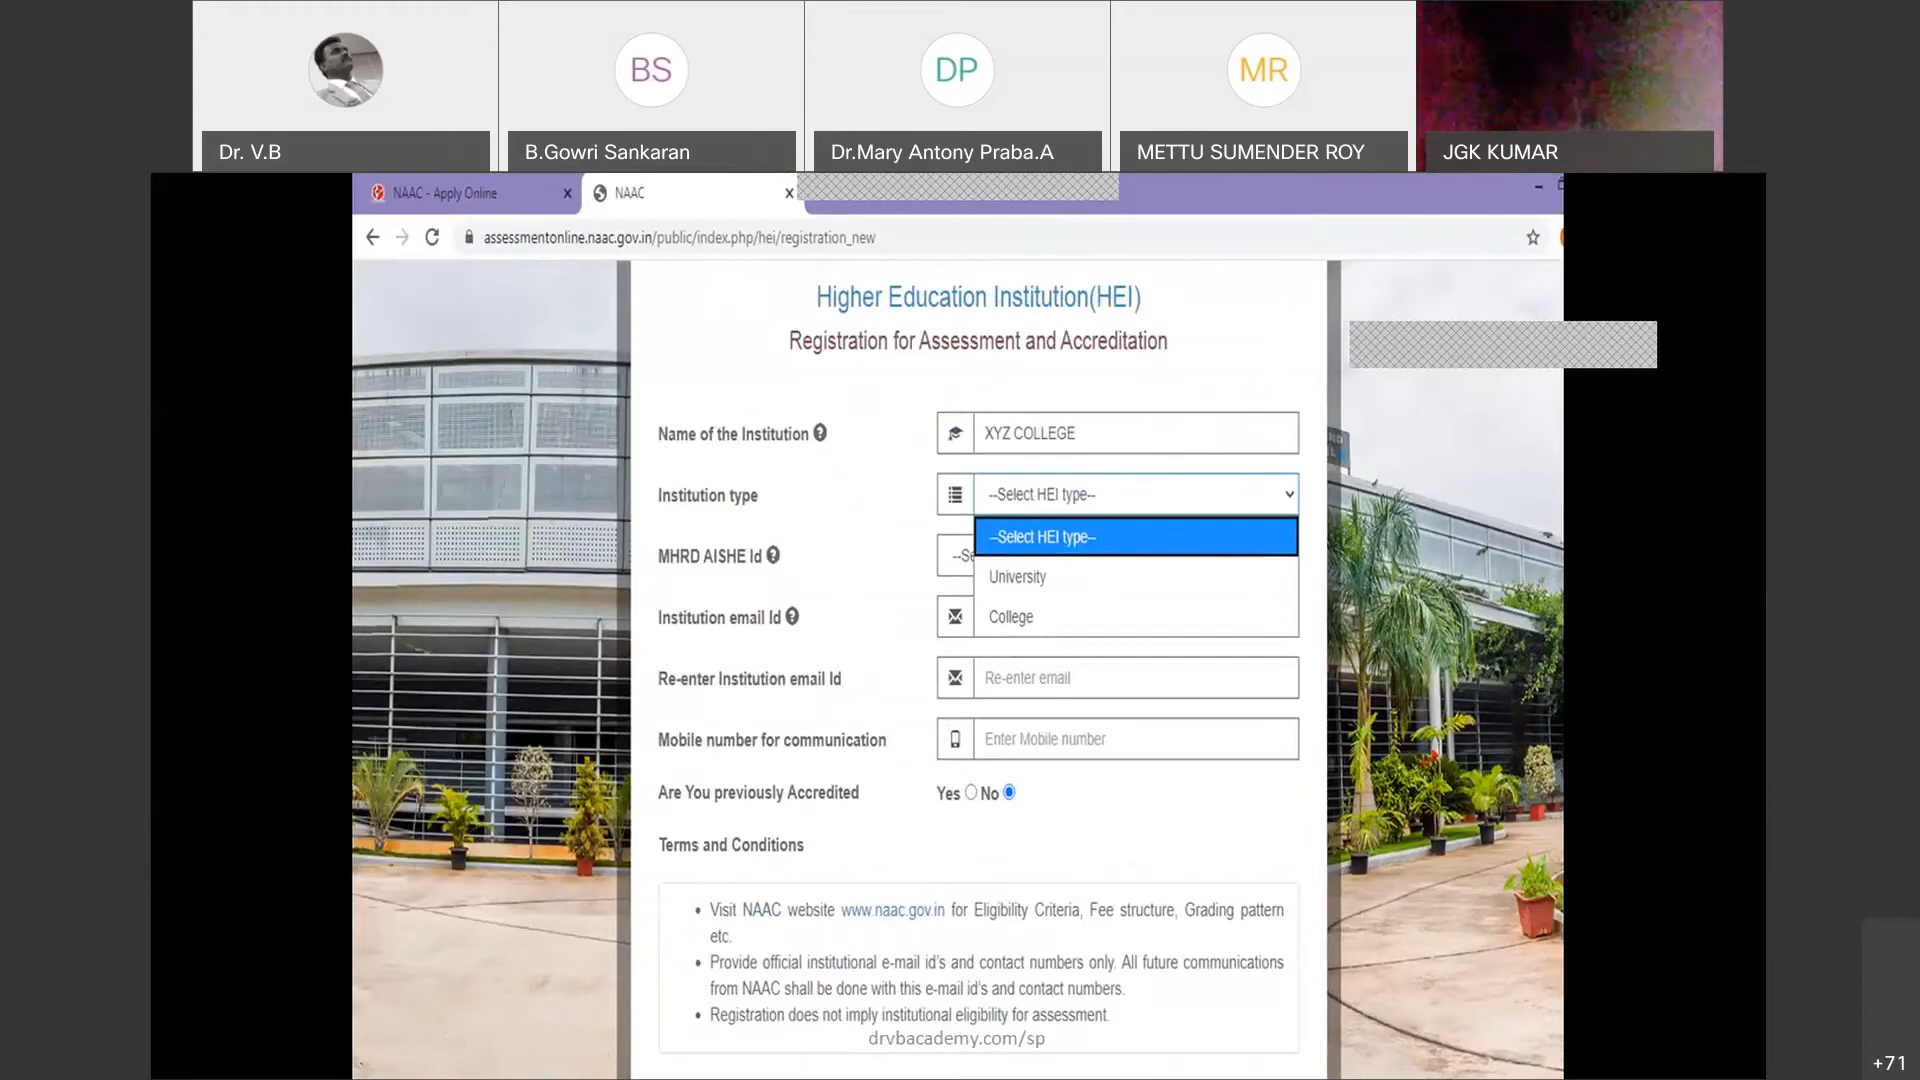 BS
DP
MR
Dr. V.B
B.Gowri Sankaran
Dr.Mary Antony Praba.A
METTU SUMENDER ROY
JGK KUMAR
NAAC - Apply Online
NAAC
assessmentonline.naac.gov.in/public/index.php/hei/registration_new
Higher Education Institution(HEI)
Registration for Assessment and Accreditation
Name of the Institution
XYZ COLLEGE
Institution type
--Select HEI type--
--Select HEI type--
MHRD AISHE Id
--Se
University
Institution email Id
College
Re-enter Institution email Id
Re-enter email
Mobile number for communication
Enter Mobile number
Are You previously Accredited
Yes No
Terms and Conditions
• Visit NAAC website www.naac.gov.in for Eligibility Criteria, Fee structure, Grading pattern
etc.
• Provide official institutional e-mail id's and contact numbers only. All future communications
from NAAC shall be done with this e-mail id's and contact numbers.
• Registration does not imply institutional eligibility for assessment.
drvbacademy.com/sp
+71